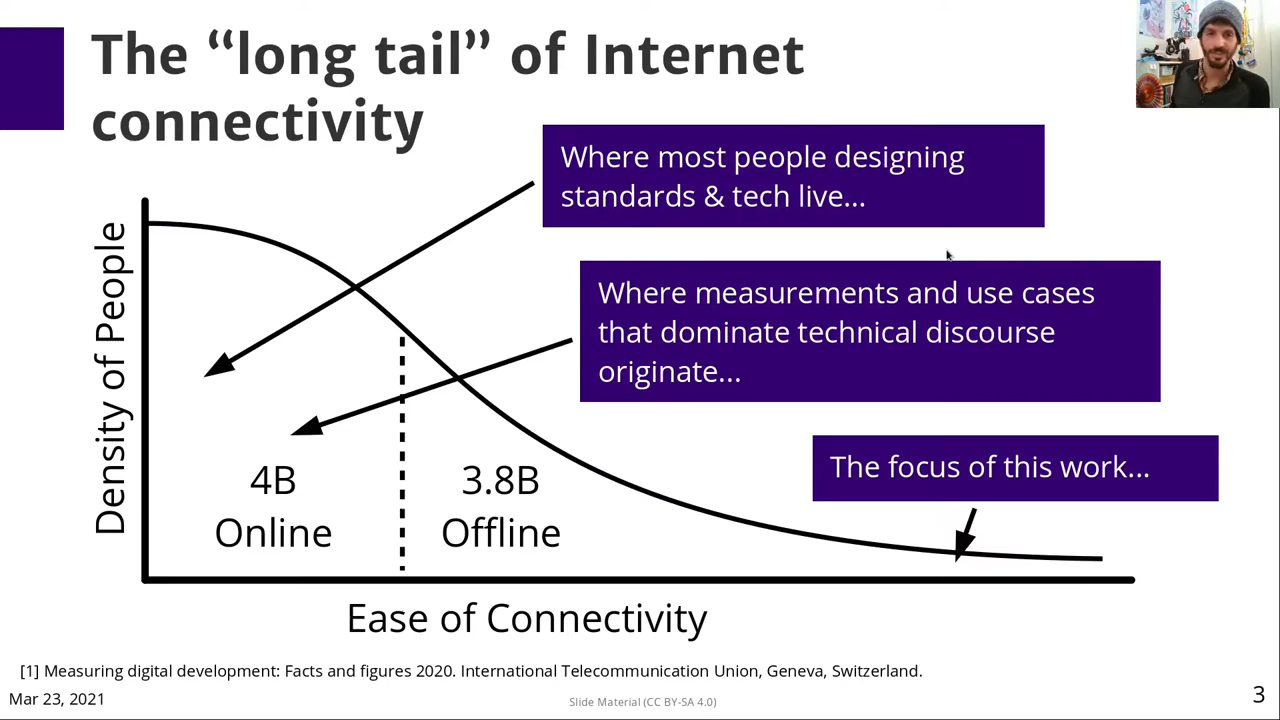 The “long tail” of Internet
connectivity
Where most people designing
standards & tech live...
Where measurements and use cases
that dominate technical discourse
originate...
The focus of this work...
Density of People
4B
Online
3.8B
Offline
Ease of Connectivity
[1] Measuring digital development: Facts and figures 2020. International Telecommunication Union, Geneva, Switzerland.
Mar 23, 2021
Slide Material (CC BY-SA 4.0)
3